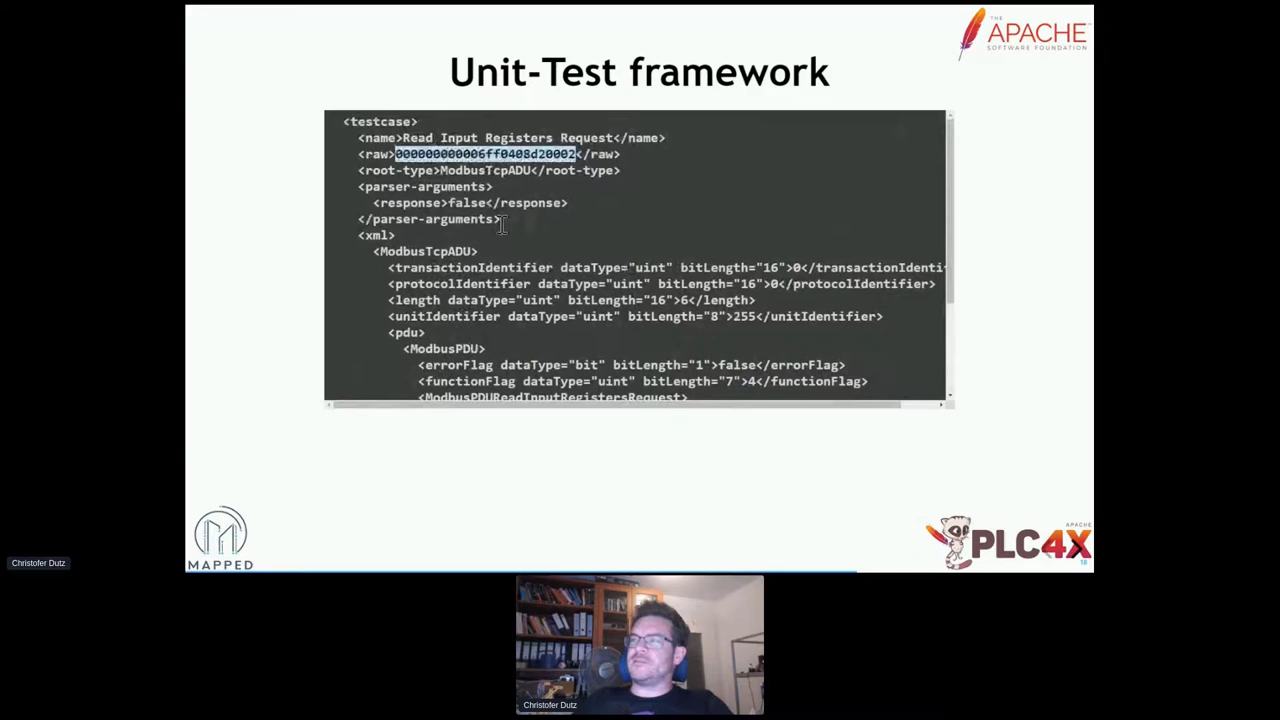 THE
APACHE
SOFTWARE FOUNDATION
Unit-Test framework
<testcase>
<name>Read Input Registers Request</name>
<raw>000000000006ff0408d20002</raw>
<root-type>ModbusTcpADU</root-type>
<parser-arguments>
<response>false</response>
</parser-arguments>
<xml>
<ModbusTcpADU>
<transactionIdentifier dataType="uint" bitLength="16">0</transactionIdenti
<protocolIdentifier dataType="uint" bitLength="16">0</protocolIdentifier>
<length dataType="uint" bitLength="16">6</length>
<unitIdentifier dataType="uint" bitLength="8">255</unitIdentifier>
<pdu>
<ModbusPDU>
<errorFlag dataType="bit" bitLength="1">false</errorFlag>
<functionFlag dataType="uint" bitLength="7">4</functionFlag>
<ModbusPDUReadInputRegistersRequest>
MAPPED
APACHE
PLC4X
18
Christofer Dutz
Christofer Dutz